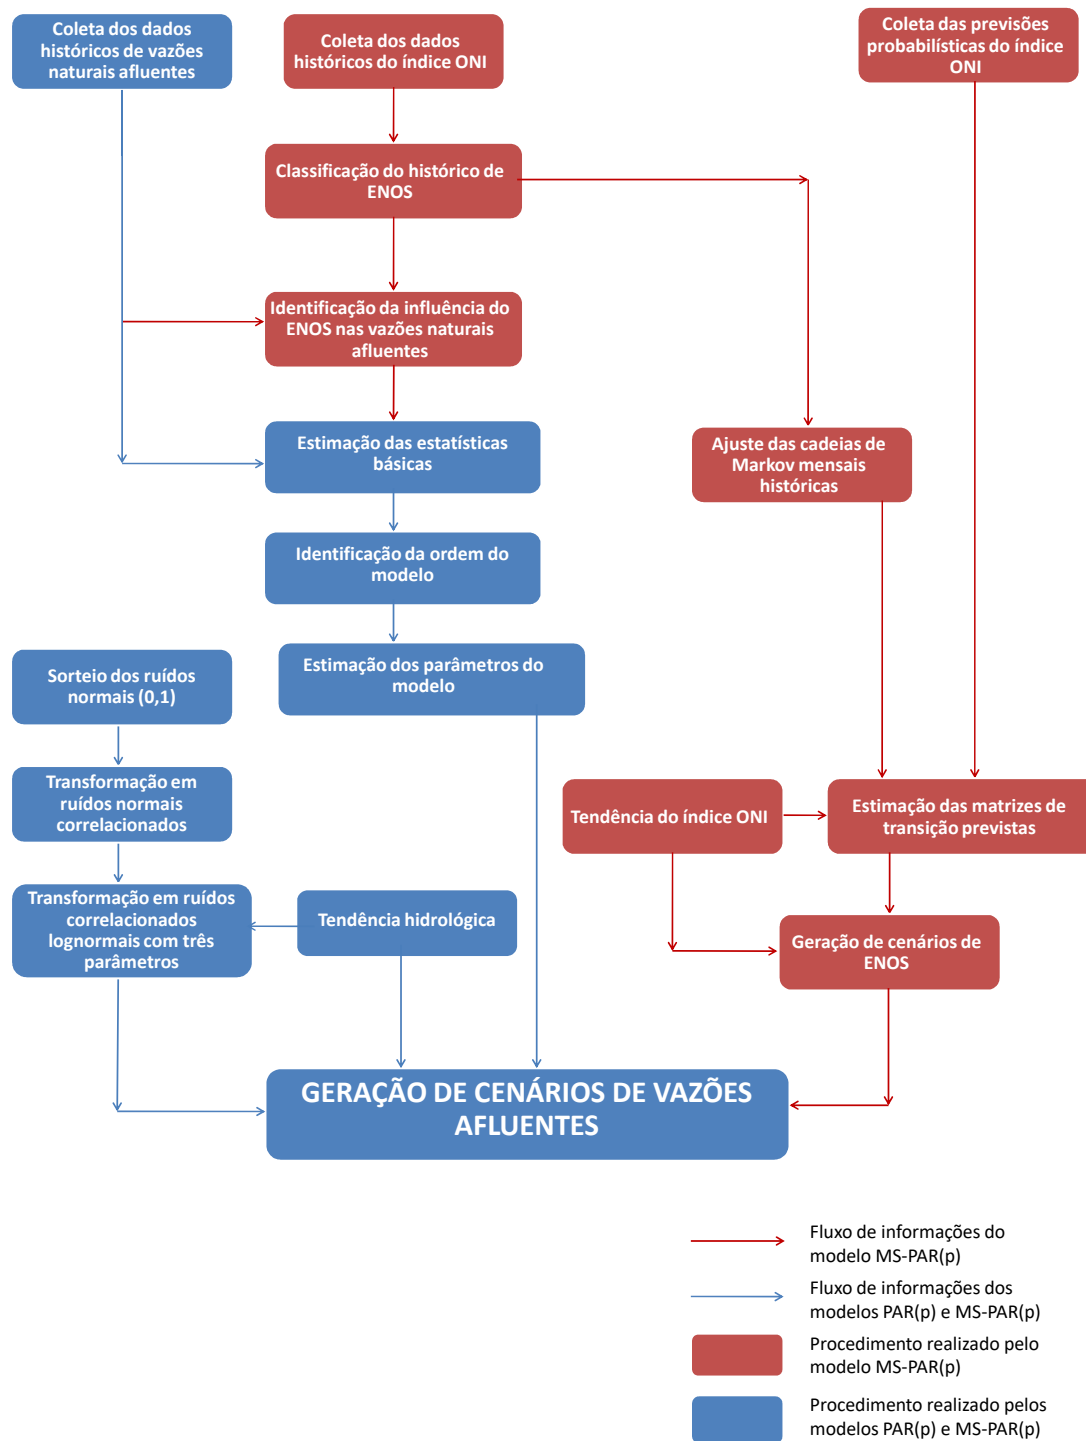 Coleta dos dados
históricos de vazões
naturais afluentes
Coleta dos dados
históricos do índice ONI
Coleta das previsões
probabilísticas do índice
ONI
Classificação do histórico de
ENOS
Identificação da influência do
ENOS nas vazões naturais
afluentes
Estimação das estatísticas
básicas
Ajuste das cadeias de
Markov mensais
históricas
Identificação da ordem do
modelo
Estimação dos parâmetros do
modelo
Sorteio dos ruídos
normais (0,1)
Transformação em
ruídos normais
correlacionados
Tendência do índice ONI
Estimação das matrizes de
transição previstas
Transformação em ruídos
correlacionados
lognormais com três
parâmetros
Tendência hidrológica
Geração de cenários de
ENOS
GERAÇÃO DE CENÁRIOS DE VAZÕES
AFLUENTES
Fluxo de informações do
modelo MS-PAR(p)
Fluxo de informações dos
modelos PAR(p) e MS-PAR(p)
Procedimento realizado pelo
modelo MS-PAR(p)
Procedimento realizado pelos
modelos PAR(p) e MS-PAR(p)